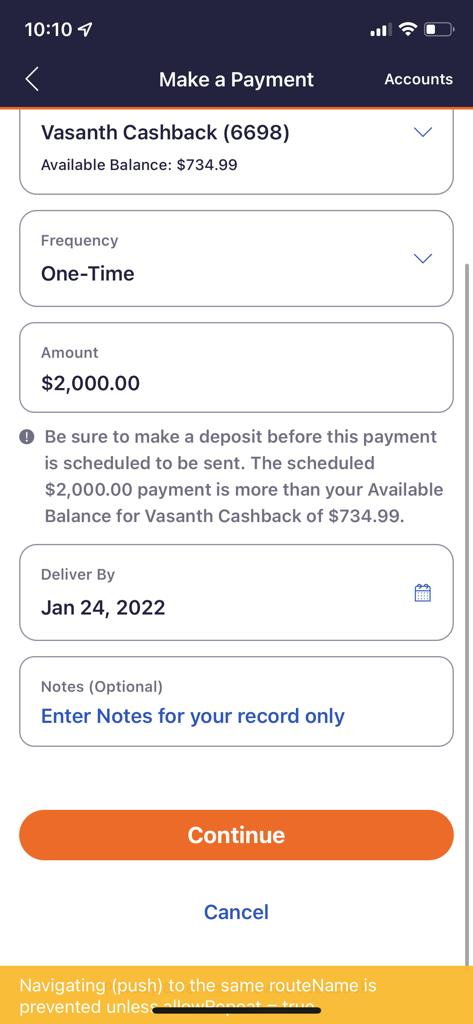 10:10
Make a Payment
Accounts
Vasanth Cashback (6698)
Available Balance: $734.99
Frequency
One-Time
Amount
$2,000.00
Be sure to make a deposit before this payment
is scheduled to be sent. The scheduled
$2,000.00 payment is more than your Available
Balance for Vasanth Cashback of $734.99.
Deliver By
Jan 24, 2022
Notes (Optional)
Enter Notes for your record only
Continue
Cancel
Navigating (push) to the same routeName is
prevented unless allowRepeat = true